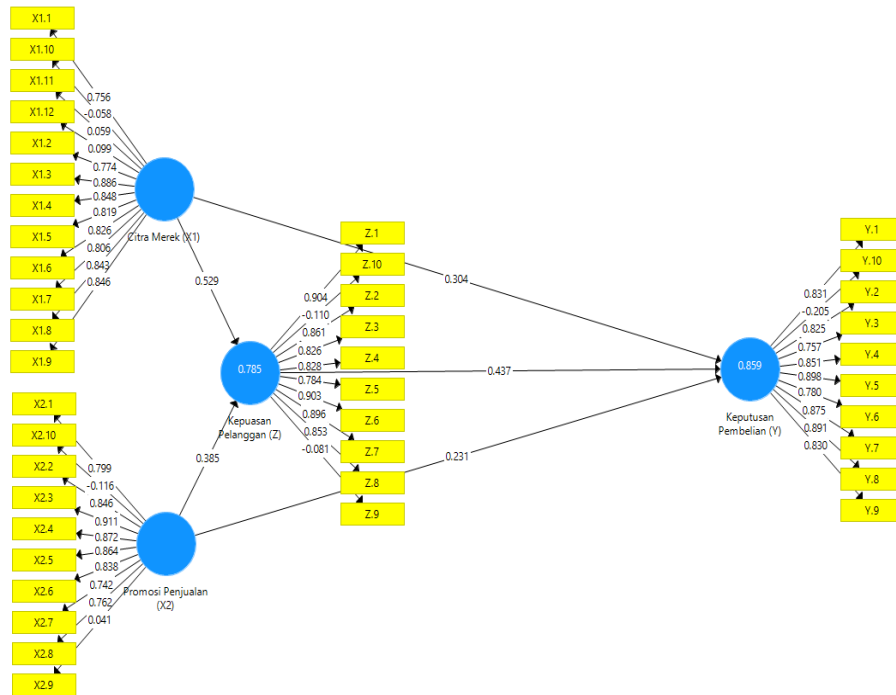 X1.1
X1.10
X1.11
X1.12
X1.2
X1.3
X1.4
X1.5
X1.6
X1.7
X1.8
X1.9
0.756
-0.058
0.059
0.099
0.774
0.886
0.848
0.819
0.826
0.806
0.843
0.846
Citra Merek (X1)
0.529
0.304
X2.1
X2.10
X2.2
X2.3
X2.4
X2.5
X2.6
X2.7
X2.8
X2.9
0.799
-0.116
0.846
0.911
0.872
0.864
0.838
0.742
0.762
0.041
Promosi Penjualan
(X2)
0.385
0.231
0.785
Kepuasan
Pelanggan (Z)
0.437
Z.1
Z.10
Z.2
Z.3
Z.4
Z.5
Z.6
Z.7
Z.8
Z.9
0.904
-0.110
0.861
0.826
0.828
0.784
0.903
0.896
0.853
-0.081
0.859
Keputusan
Pembelian (Y)
0.831
-0.205
0.825
0.757
0.851
0.898
0.780
0.875
0.891
0.830
Y.1
Y.10
Y.2
Y.3
Y.4
Y.5
Y.6
Y.7
Y.8
Y.9